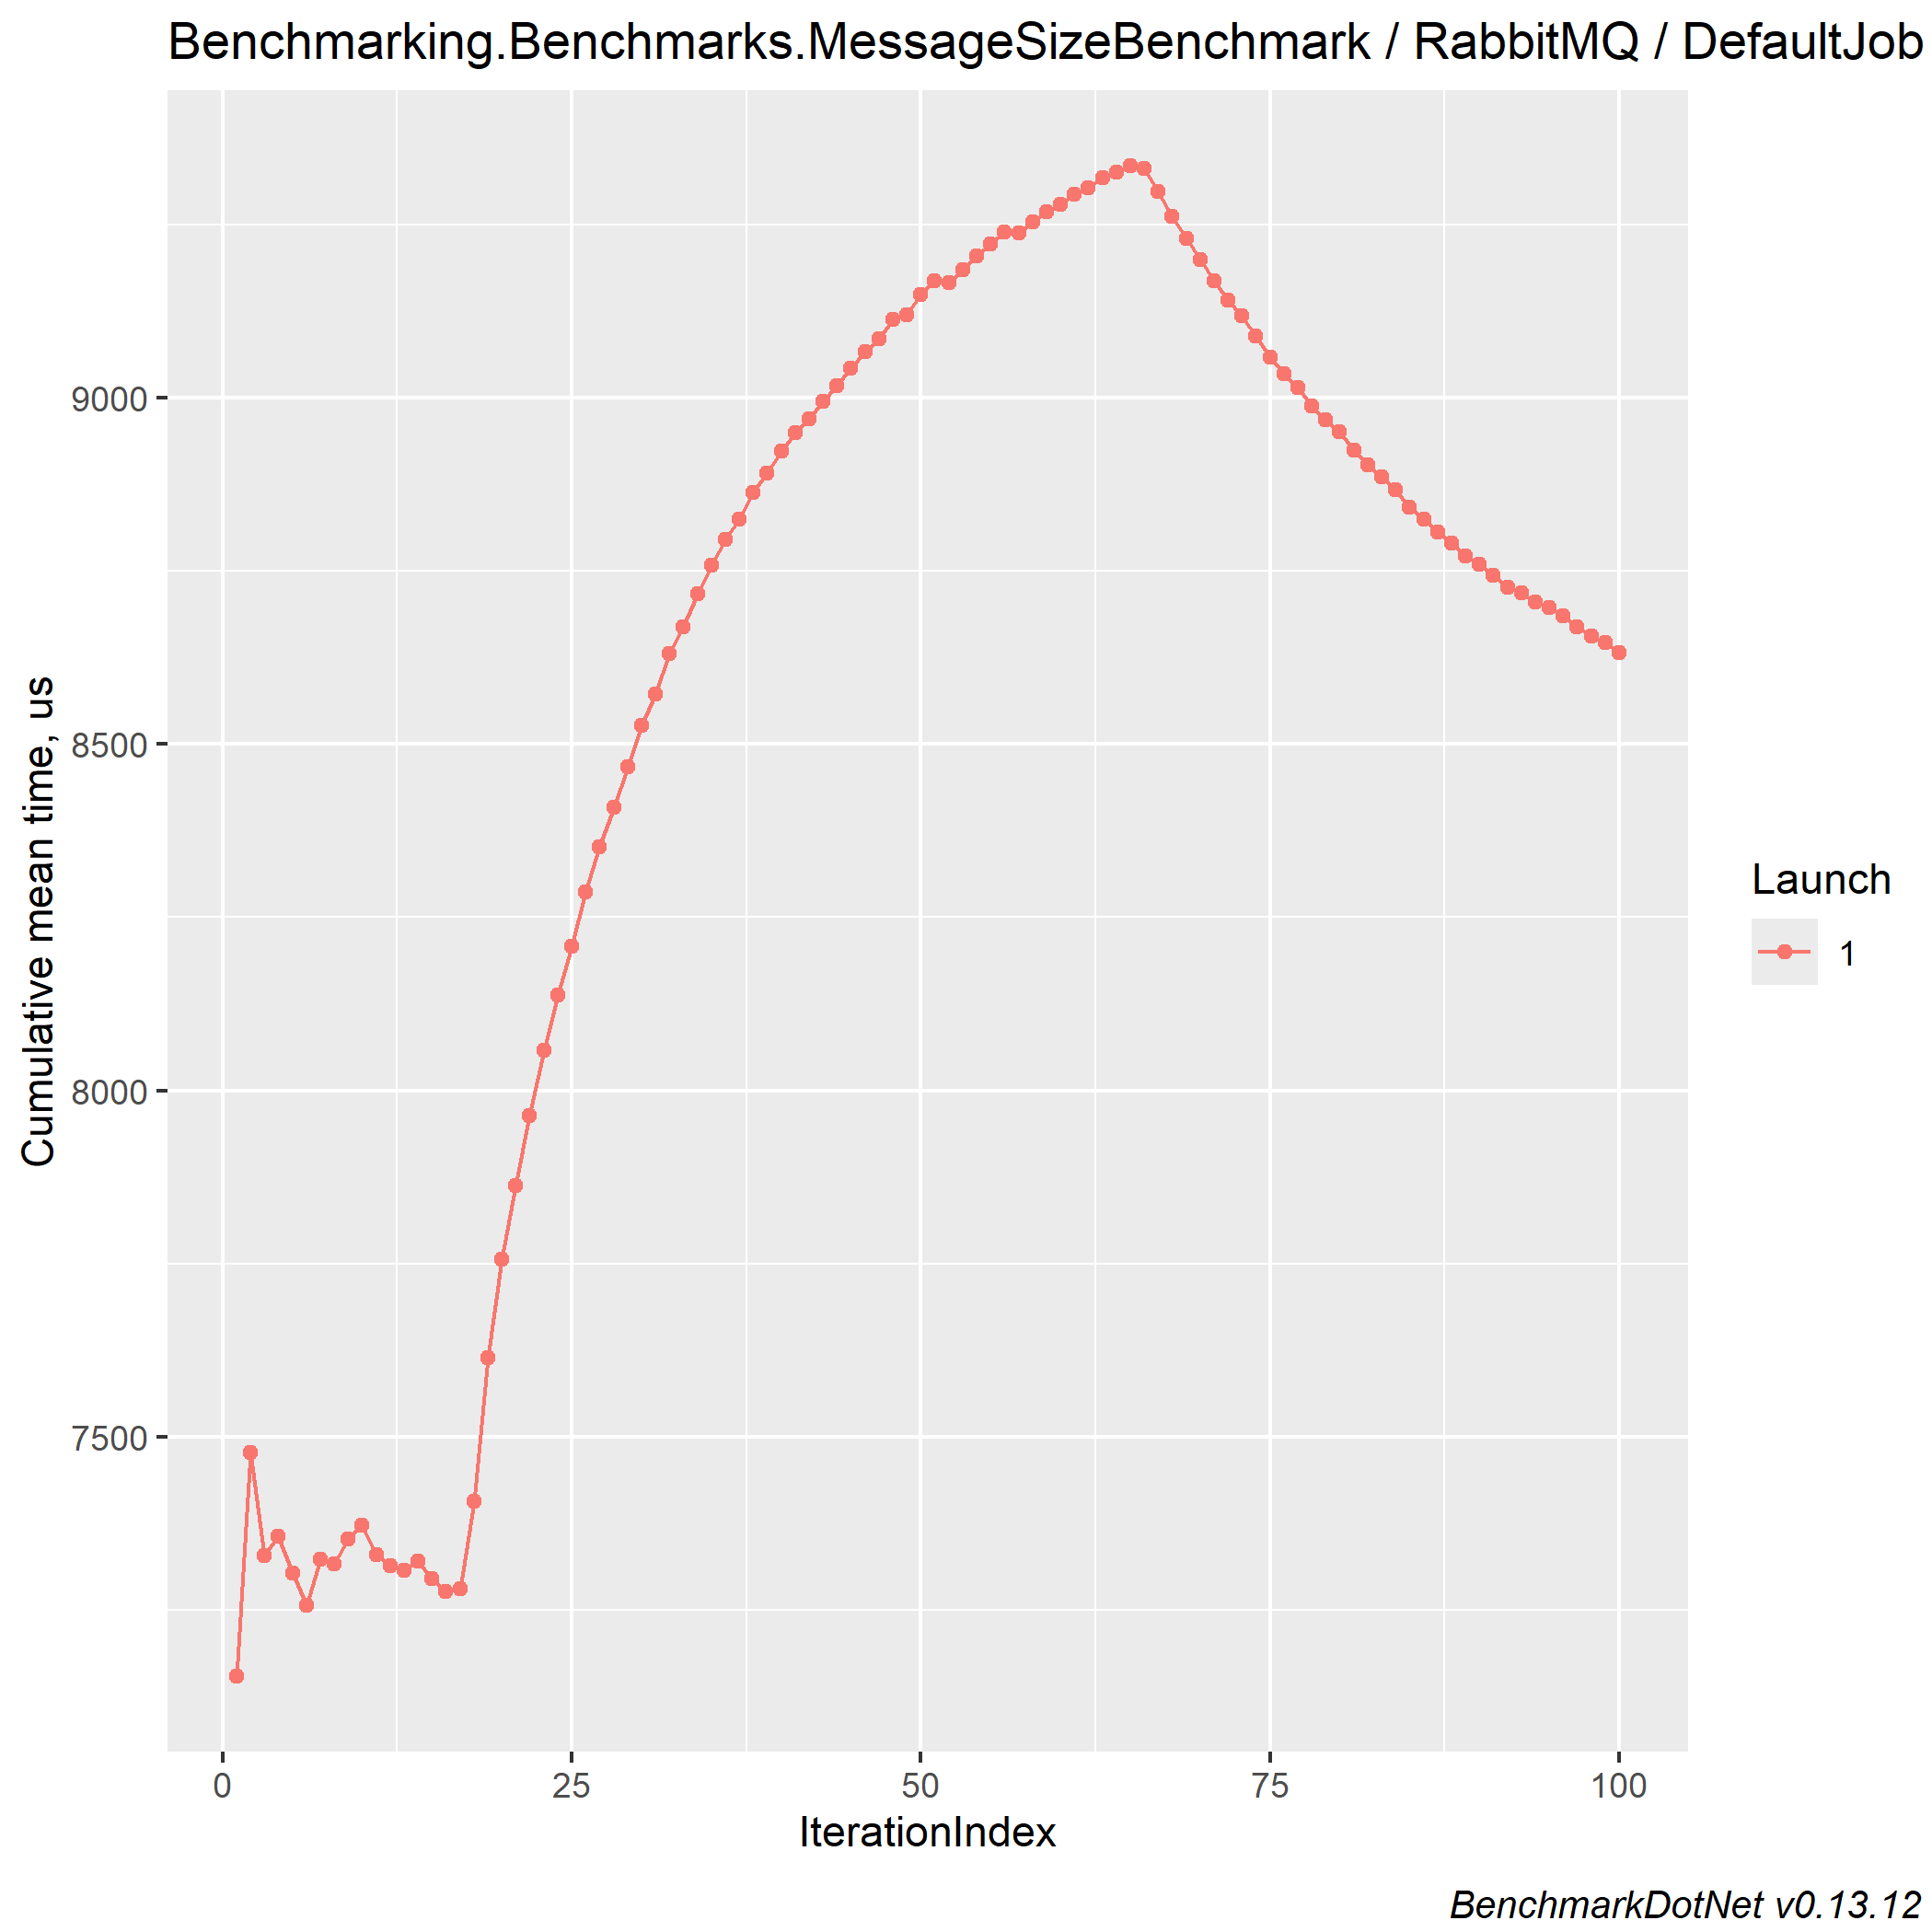 Benchmarking.Benchmarks.MessageSizeBenchmark / RabbitMQ / DefaultJob
Cumulative mean time, us
9000
8500
8000
7500
0
25
50
75
100
IterationIndex
Launch
1
BenchmarkDotNet v0.13.12